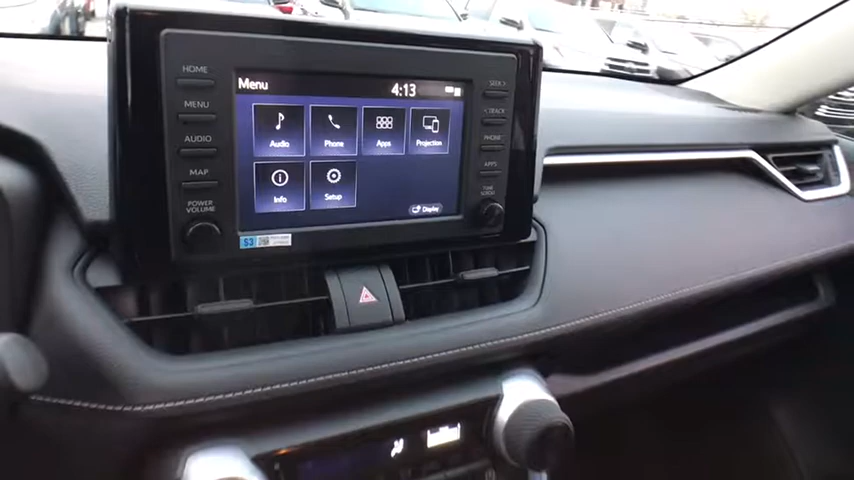 HOME
MENU
AUDIO
MAP
POWER
VOLUME
Menu
4:13
Audio
Phone
Apps
Projection
Info
Setup
Display
SEEK
TRACK
PHONE
APPS
TUNE
SCROLL
S3